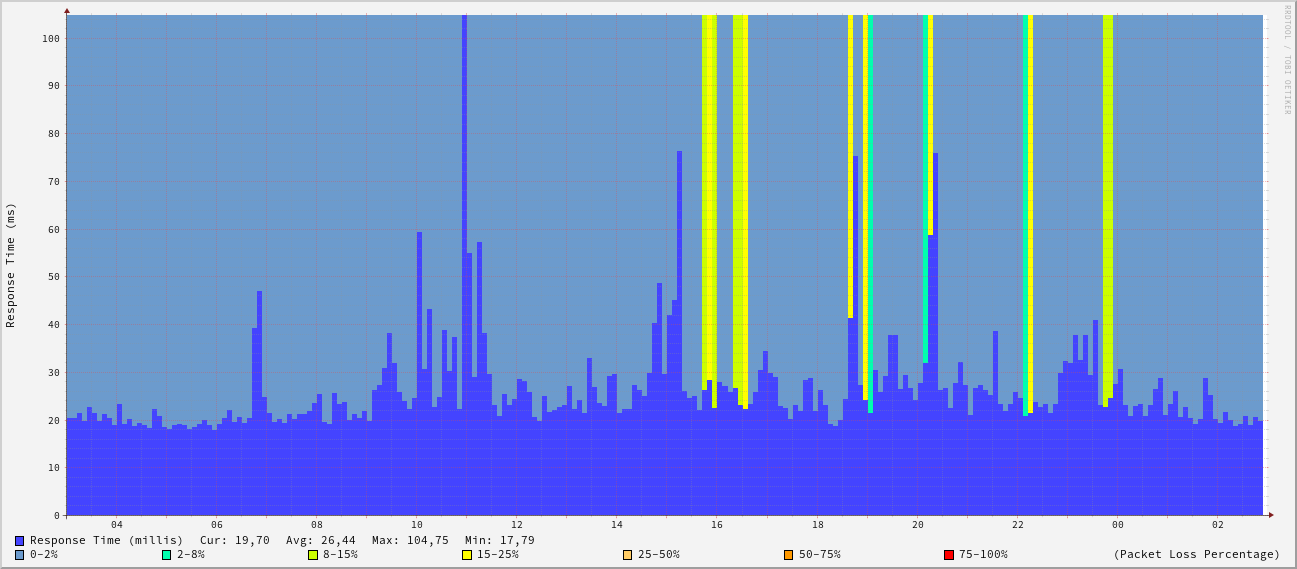 RRDTOOL / TOBI OETIKER
Response Time (ms)
100
90
80
70
60
50
40
30
20
10
0
04 06 08 10 12 14 16 18 20 22 00 02
Response Time (millis) Cur: 19,70 Avg: 26,44 Max: 104,75 Min: 17,79
0-2% 2-8% 8-15% 15-25% 25-50% 50-75% 75-100% (Packet Loss Percentage)